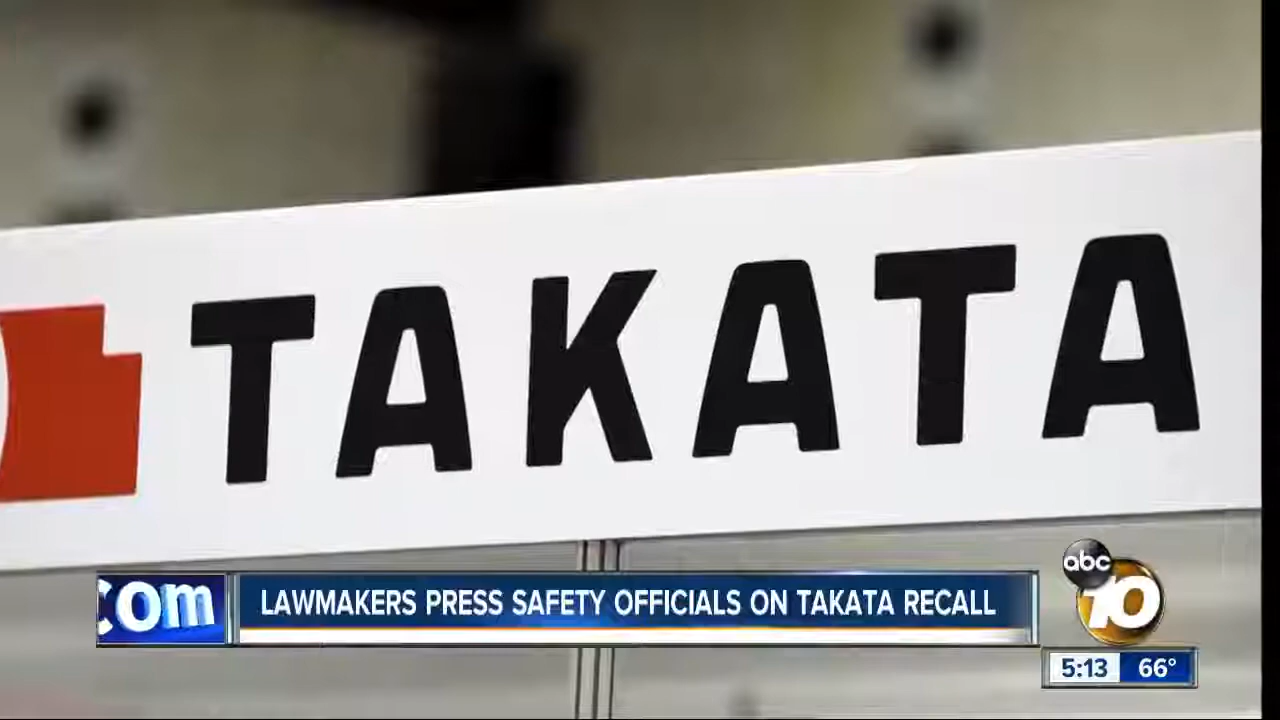 TAKATA
com
LAWMAKERS PRESS SAFETY OFFICIALS ON TAKATA RECALL
abc
10
5:13 66°